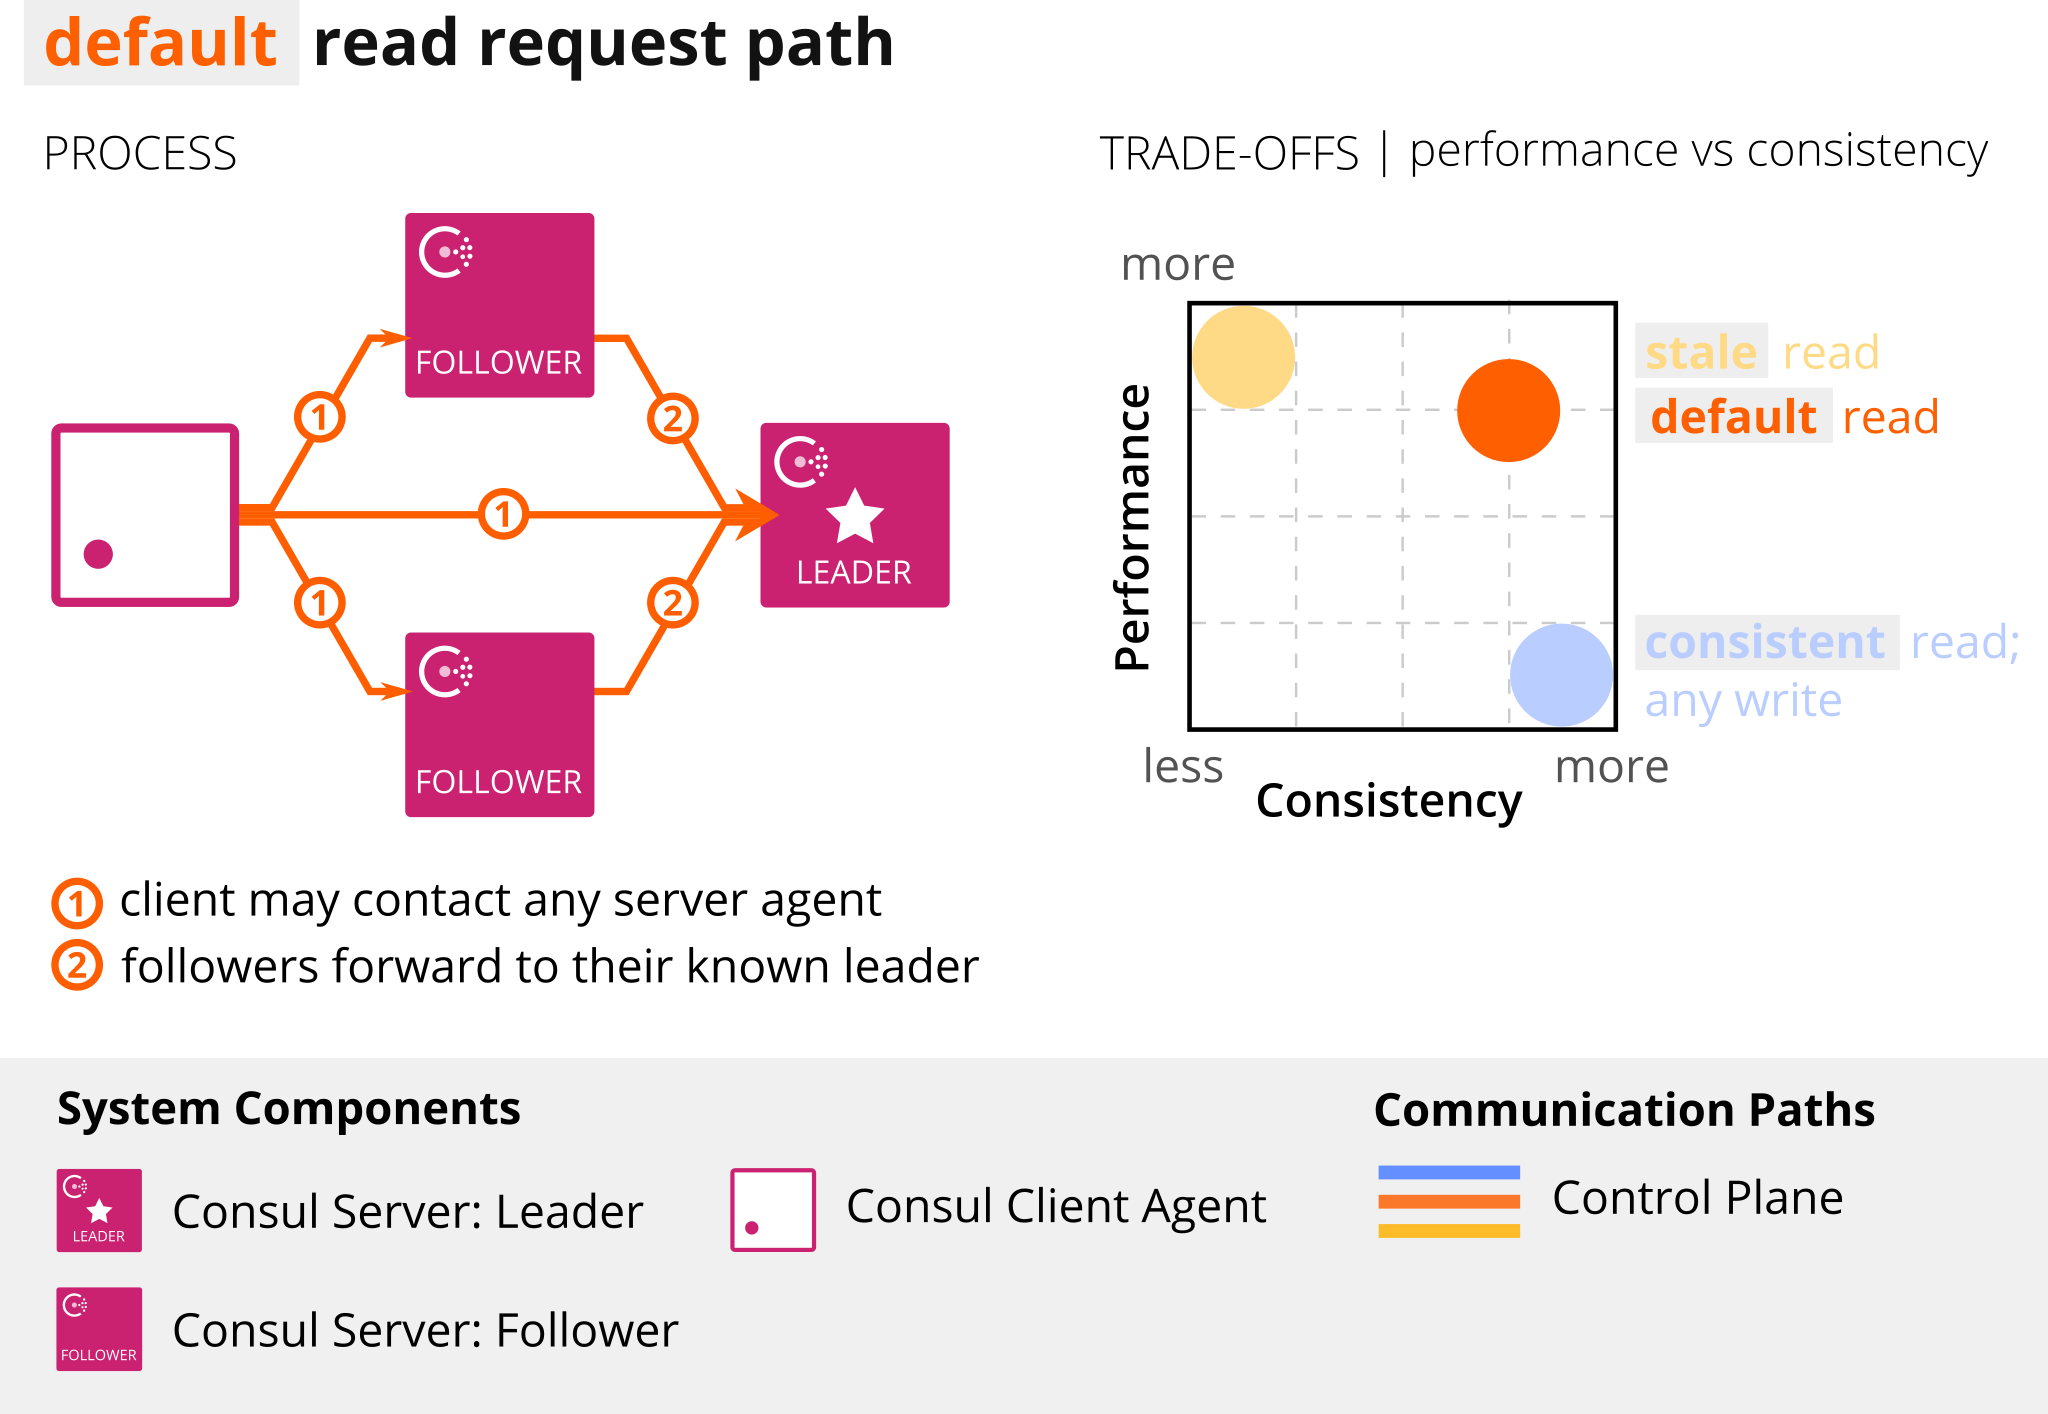 default read request path
PROCESS
FOLLOWER
1
2
1
LEADER
1
2
FOLLOWER
1 client may contact any server agent
2 followers forward to their known leader
TRADE-OFFS | performance vs consistency
more
Performance
stale read
default read
consistent read;
any write
less
more
Consistency
System Components
LEADER
Consul Server: Leader
Consul Client Agent
FOLLOWER
Consul Server: Follower
Communication Paths
Control Plane